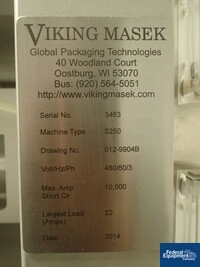 VIKING MASEK
Global Packaging Technologies
40 Woodland Court
Oostburg, WI 53070
Bus: (920) 564-5051
http://www.vikingmasek.com
Serial No. 3463
Machine Type S250
Drawing No. 012-9904B
Volt/Hz/Ph 480/60/3
Max. Amp 10,000
Short Cir.
Largest Load 22
(Amps)
Date 2014
Federal Equipment
Company